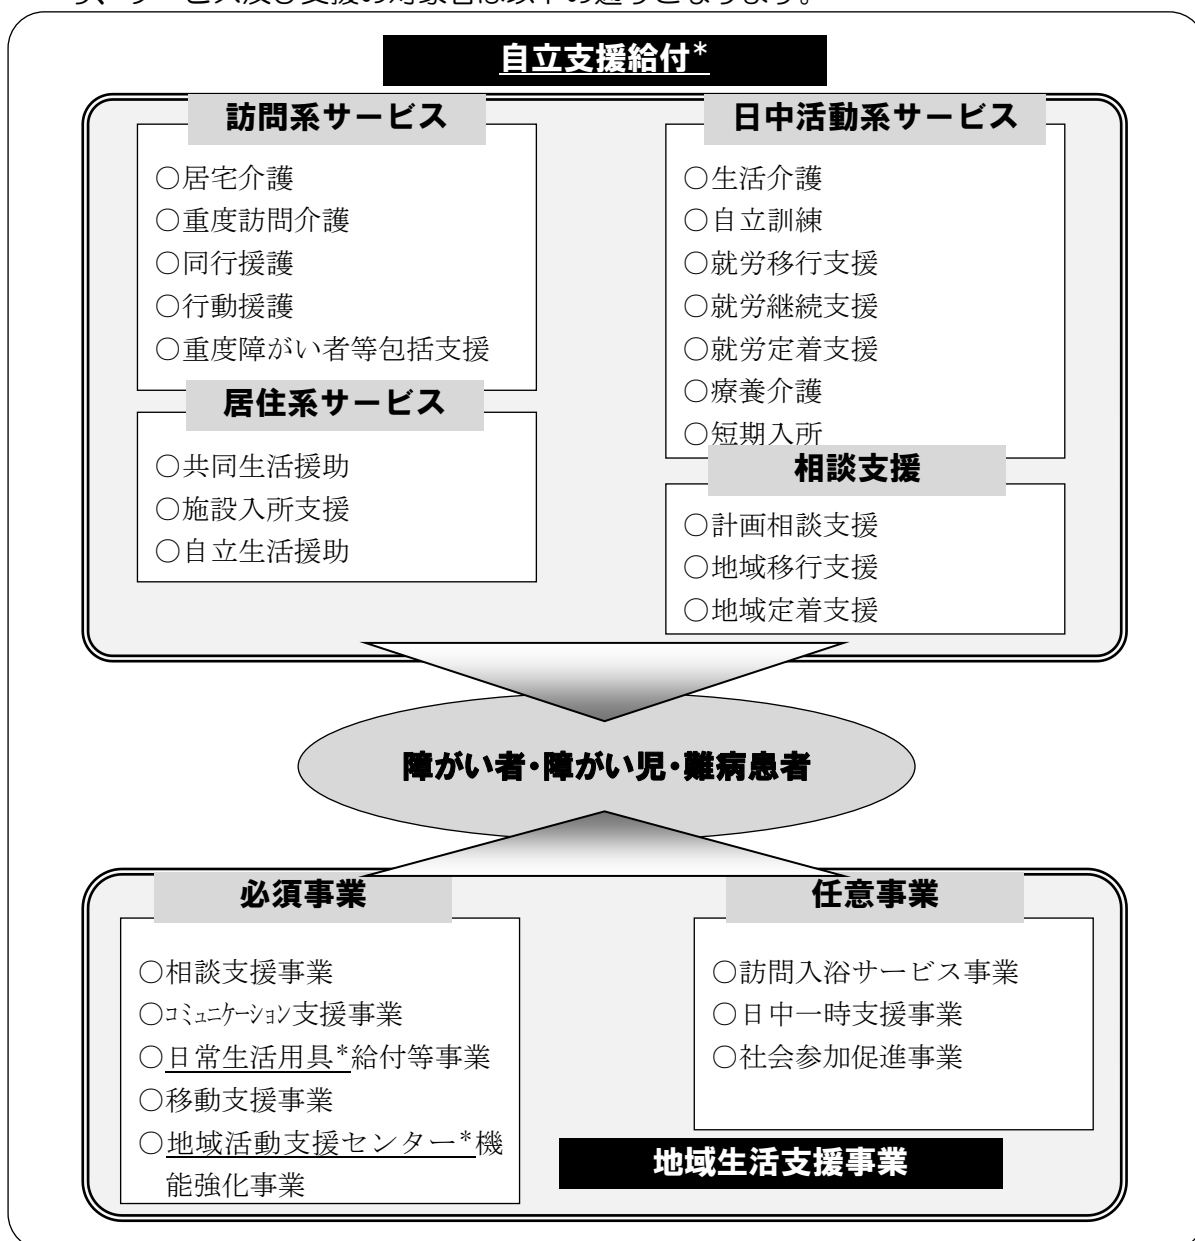 り、サービス及び支援の対象者は以下の通りとなります。
自立支援給付*
訪問系サービス
○居宅介護
○重度訪問介護
○同行援護
○行動援護
○重度障がい者等包括支援
居住系サービス
○共同生活援助
○施設入所支援
○自立生活援助
日中活動系サービス
○生活介護
○自立訓練
○就労移行支援
○就労継続支援
○就労定着支援
○療養介護
○短期入所
相談支援
○計画相談支援
○地域移行支援
○地域定着支援
障がい者・障がい児・難病患者
必須事業
○相談支援事業
○コミュニケーション支援事業
○日常生活用具*給付等事業
○移動支援事業
○地域活動支援センター*機
能強化事業
任意事業
○訪問入浴サービス事業
○日中一時支援事業
○社会参加促進事業
地域生活支援事業